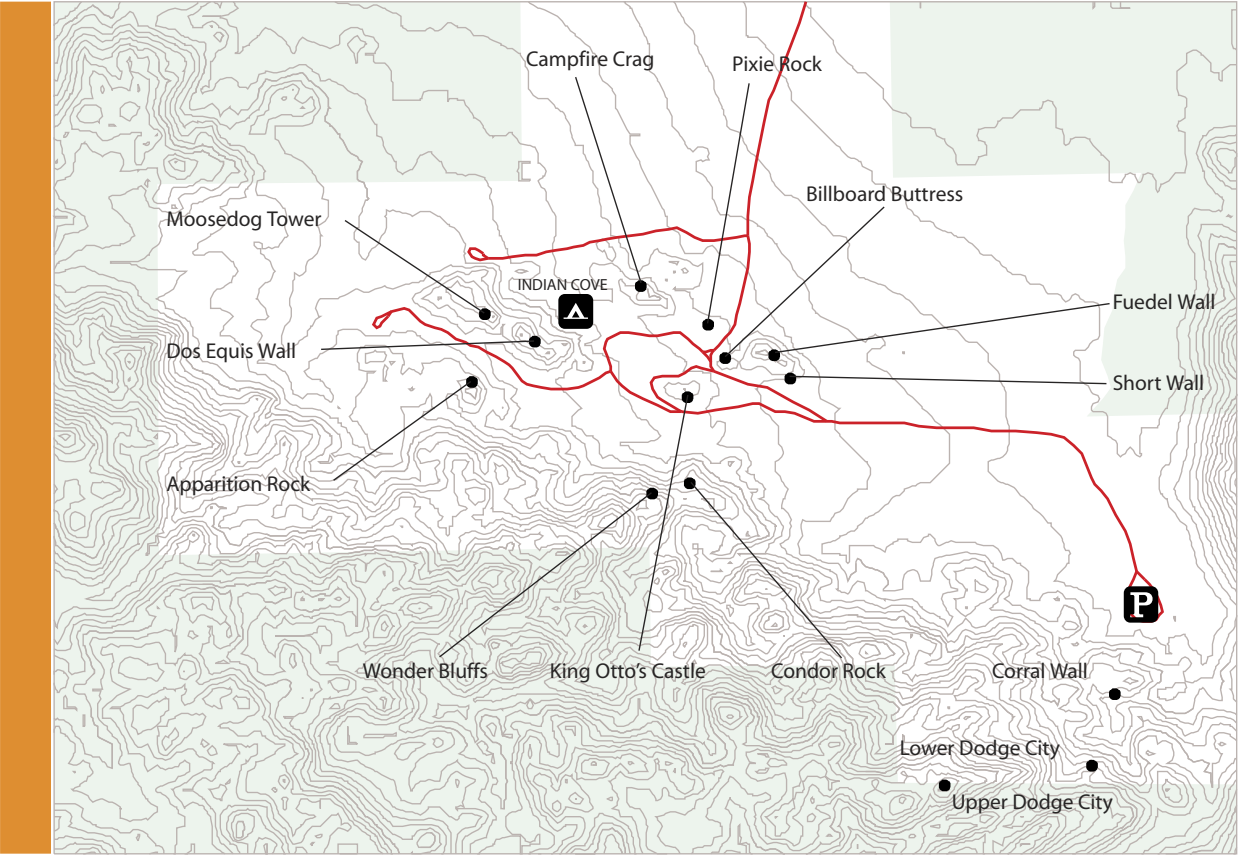 Campfire Crag
Pixie Rock
Billboard Buttress
Moosedog Tower
INDIAN COVE
Fuedel Wall
Dos Equis Wall
Short Wall
Apparition Rock
P
Wonder Bluffs
King Otto's Castle
Condor Rock
Corral Wall
Lower Dodge City
Upper Dodge City